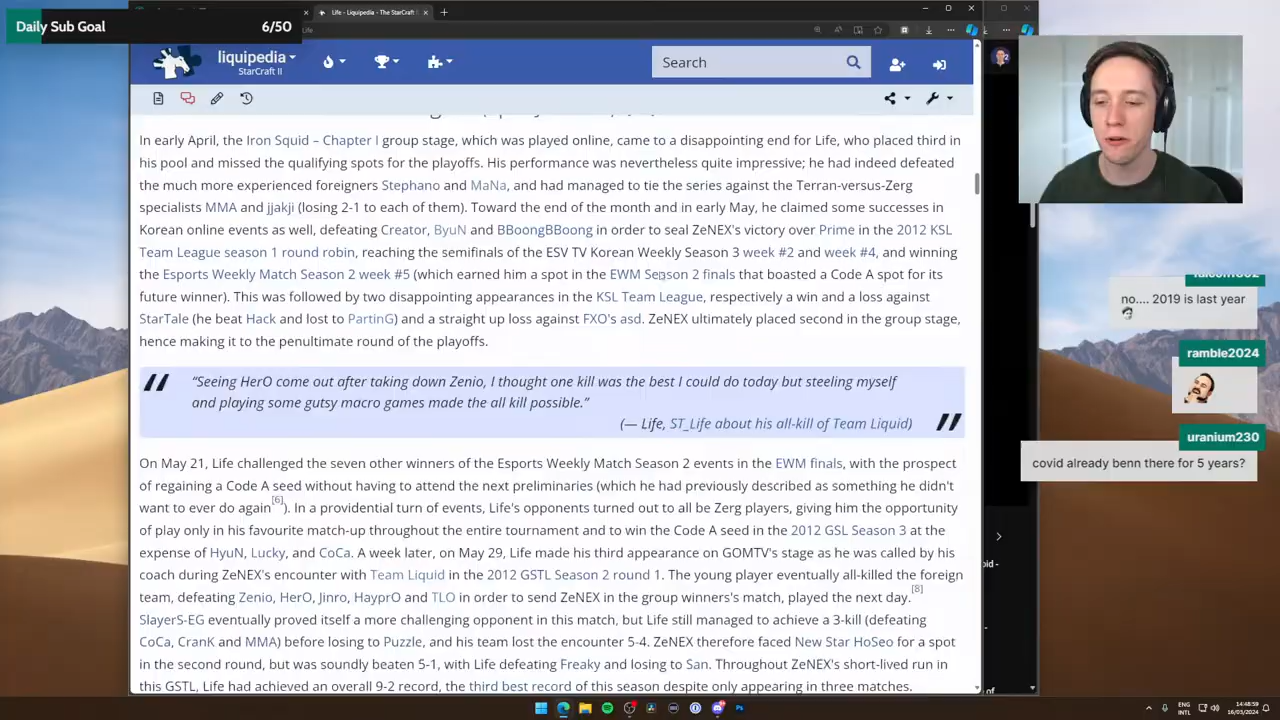 Daily Sub Goal
6/50
Life - Liquipedia - The StarCraft I
liquipedia
StarCraft II
Search
In early April, the Iron Squid – Chapter I group stage, which was played online, came to a disappointing end for Life, who placed third in
his pool and missed the qualifying spots for the playoffs. His performance was nevertheless quite impressive; he had indeed defeated
the much more experienced foreigners Stephano and MaNa, and had managed to tie the series against the Terran-versus-Zerg
specialists MMA and jjakji (losing 2-1 to each of them). Toward the end of the month and in early May, he claimed some successes in
Korean online events as well, defeating Creator, ByuN and BBoongBBoong in order to seal ZeNEX's victory over Prime in the 2012 KSL
Team League season 1 round robin, reaching the semifinals of the ESV TV Korean Weekly Season 3 week #2 and week #4, and winning
the Esports Weekly Match Season 2 week #5 (which earned him a spot in the EWM Season 2 finals that boasted a Code A spot for its
future winner). This was followed by two disappointing appearances in the KSL Team League, respectively a win and a loss against
StarTale (he beat Hack and lost to PartinG) and a straight up loss against FXO's asd. ZeNEX ultimately placed second in the group stage,
hence making it to the penultimate round of the playoffs.
“Seeing HerO come out after taking down Zenio, I thought one kill was the best I could do today but steeling myself
and playing some gutsy macro games made the all kill possible.”
(— Life, ST_Life about his all-kill of Team Liquid)
On May 21, Life challenged the seven other winners of the Esports Weekly Match Season 2 events in the EWM finals, with the prospect
of regaining a Code A seed without having to attend the next preliminaries (which he had previously described as something he didn't
want to ever do again[6]). In a providential turn of events, Life's opponents turned out to all be Zerg players, giving him the opportunity
of play only in his favourite match-up throughout the entire tournament and to win the Code A seed in the 2012 GSL Season 3 at the
expense of HyuN, Lucky, and CoCa. A week later, on May 29, Life made his third appearance on GOMTV's stage as he was called by his
coach during ZeNEX's encounter with Team Liquid in the 2012 GSTL Season 2 round 1. The young player eventually all-killed the foreign
team, defeating Zenio, HerO, Jinro, HayprO and TLO in order to send ZeNEX in the group winners's match, played the next day.[8]
SlayerS-EG eventually proved itself a more challenging opponent in this match, but Life still managed to achieve a 3-kill (defeating
CoCa, CranK and MMA) before losing to Puzzle, and his team lost the encounter 5-4. ZeNEX therefore faced New Star HoSeo for a spot
in the second round, but was soundly beaten 5-1, with Life defeating Freaky and losing to San. Throughout ZeNEX's short-lived run in
this GSTL, Life had achieved an overall 9-2 record, the third best record of this season despite only appearing in three matches.
no.... 2019 is last year
ramble2024
uranium230
covid already benn there for 5 years?
ENG
INTL
14:48:59
16/03/2024